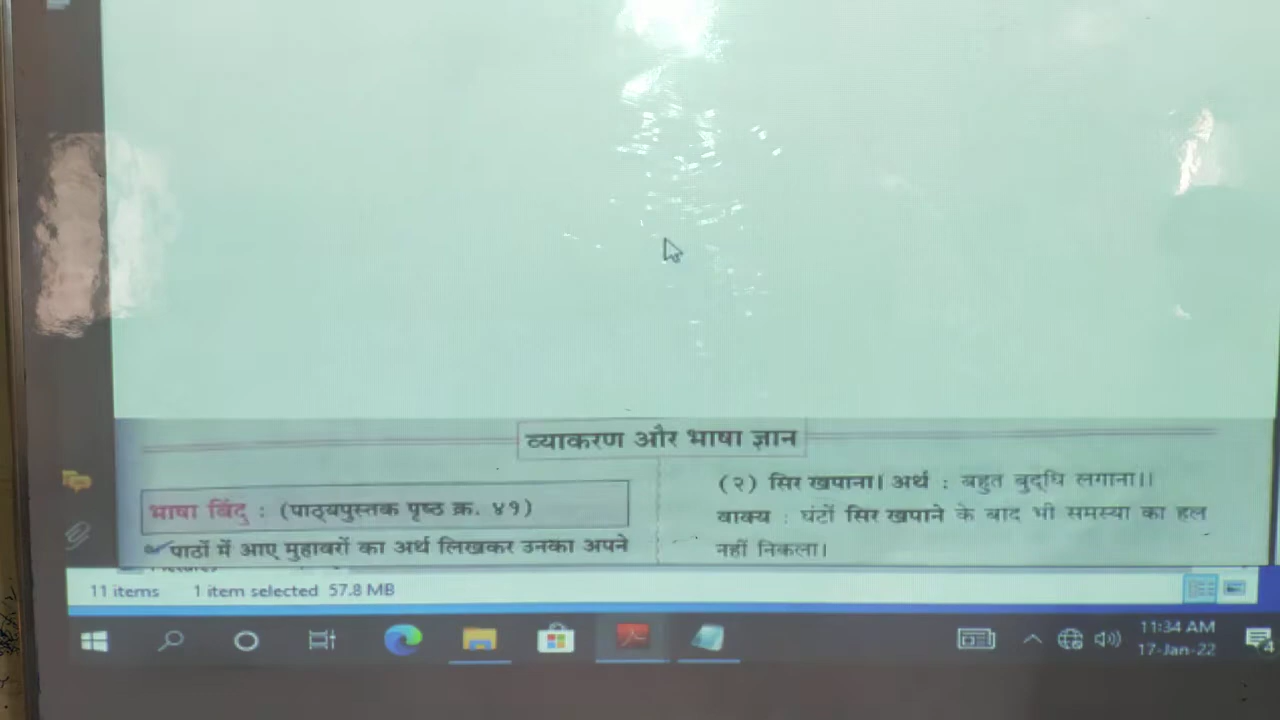 व्याकरण और भाषा ज्ञान
भाषा बिंदु : (पाठ्यपुस्तक पृष्ठ क्र. ४१)
पाठों में आए मुहावरों का अर्थ लिखकर उनका अपने
(२) सिर खपाना। अर्थ : बहुत बुद्धि लगाना।।
वाक्य : घंटों सिर खपाने के बाद भी समस्या का हल
नहीं निकला।
11 items 1 item selected 57.8 MB
11:34 AM
17-Jan-22
4